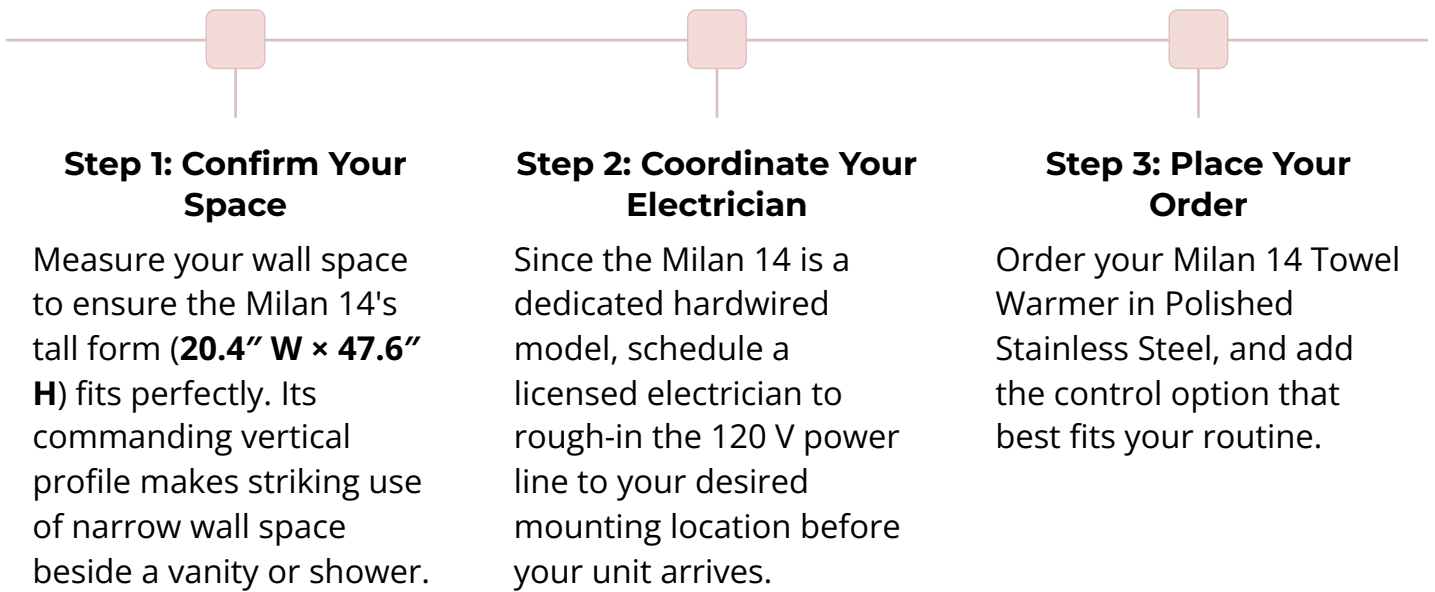 Step 1: Confirm Your
Space
Measure your wall space
to ensure the Milan 14's
tall form (20.4″ W × 47.6″
H) fits perfectly. Its
commanding vertical
profile makes striking use
of narrow wall space
beside a vanity or shower.
Step 2: Coordinate Your
Electrician
Since the Milan 14 is a
dedicated hardwired
model, schedule a
licensed electrician to
rough-in the 120 V power
line to your desired
mounting location before
your unit arrives.
Step 3: Place Your
Order
Order your Milan 14 Towel
Warmer in Polished
Stainless Steel, and add
the control option that
best fits your routine.